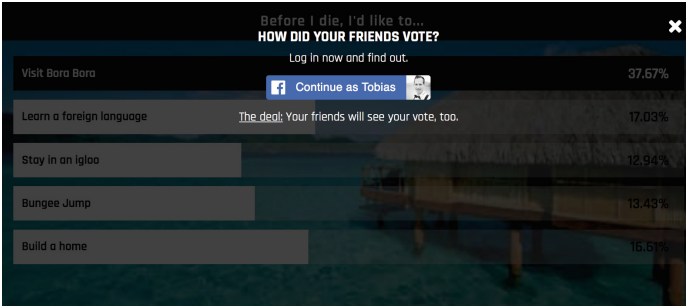 Before I die, I'd like to...
HOW DID YOUR FRIENDS VOTE?
Log in now and find out.
Continue as Tobias
The deal: Your friends will see your vote, too.
Visit Bora Bora 37.67%
Learn a foreign language 17.03%
Stay in an igloo 12.94%
Bungee Jump 13.43%
Build a home 16.61%